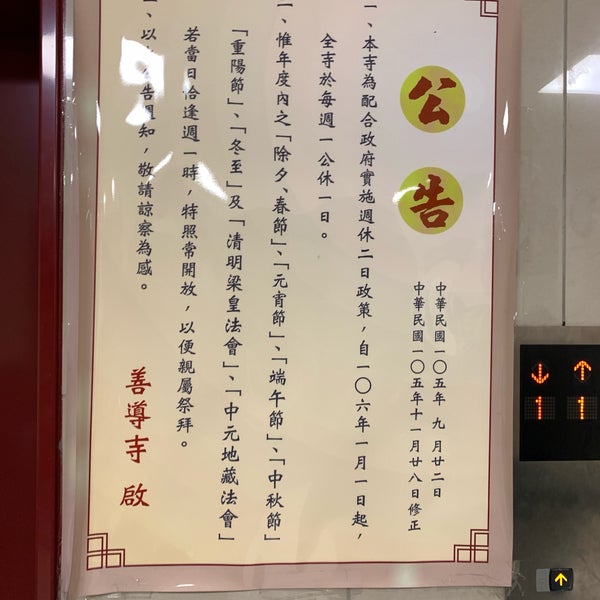 公告
中華民國一〇五年 九 月廿二日
中華民國一〇五年十一月廿八日修正
一、本寺為配合政府實施週休二日政策，自一〇六年一月一日起，
全寺於每週一公休一日。
、惟年度內之「除夕、春節」、「元宵節」、「端午節」、「中秋節」
「重陽節」、「冬至」及「清明梁皇法會」、「中元地藏法會」
若當日恰逢週一時，特照常開放，以便親屬祭拜。
、以 告週知，敬請諒察為感。
善導寺 啟
↓ ↑
1 1